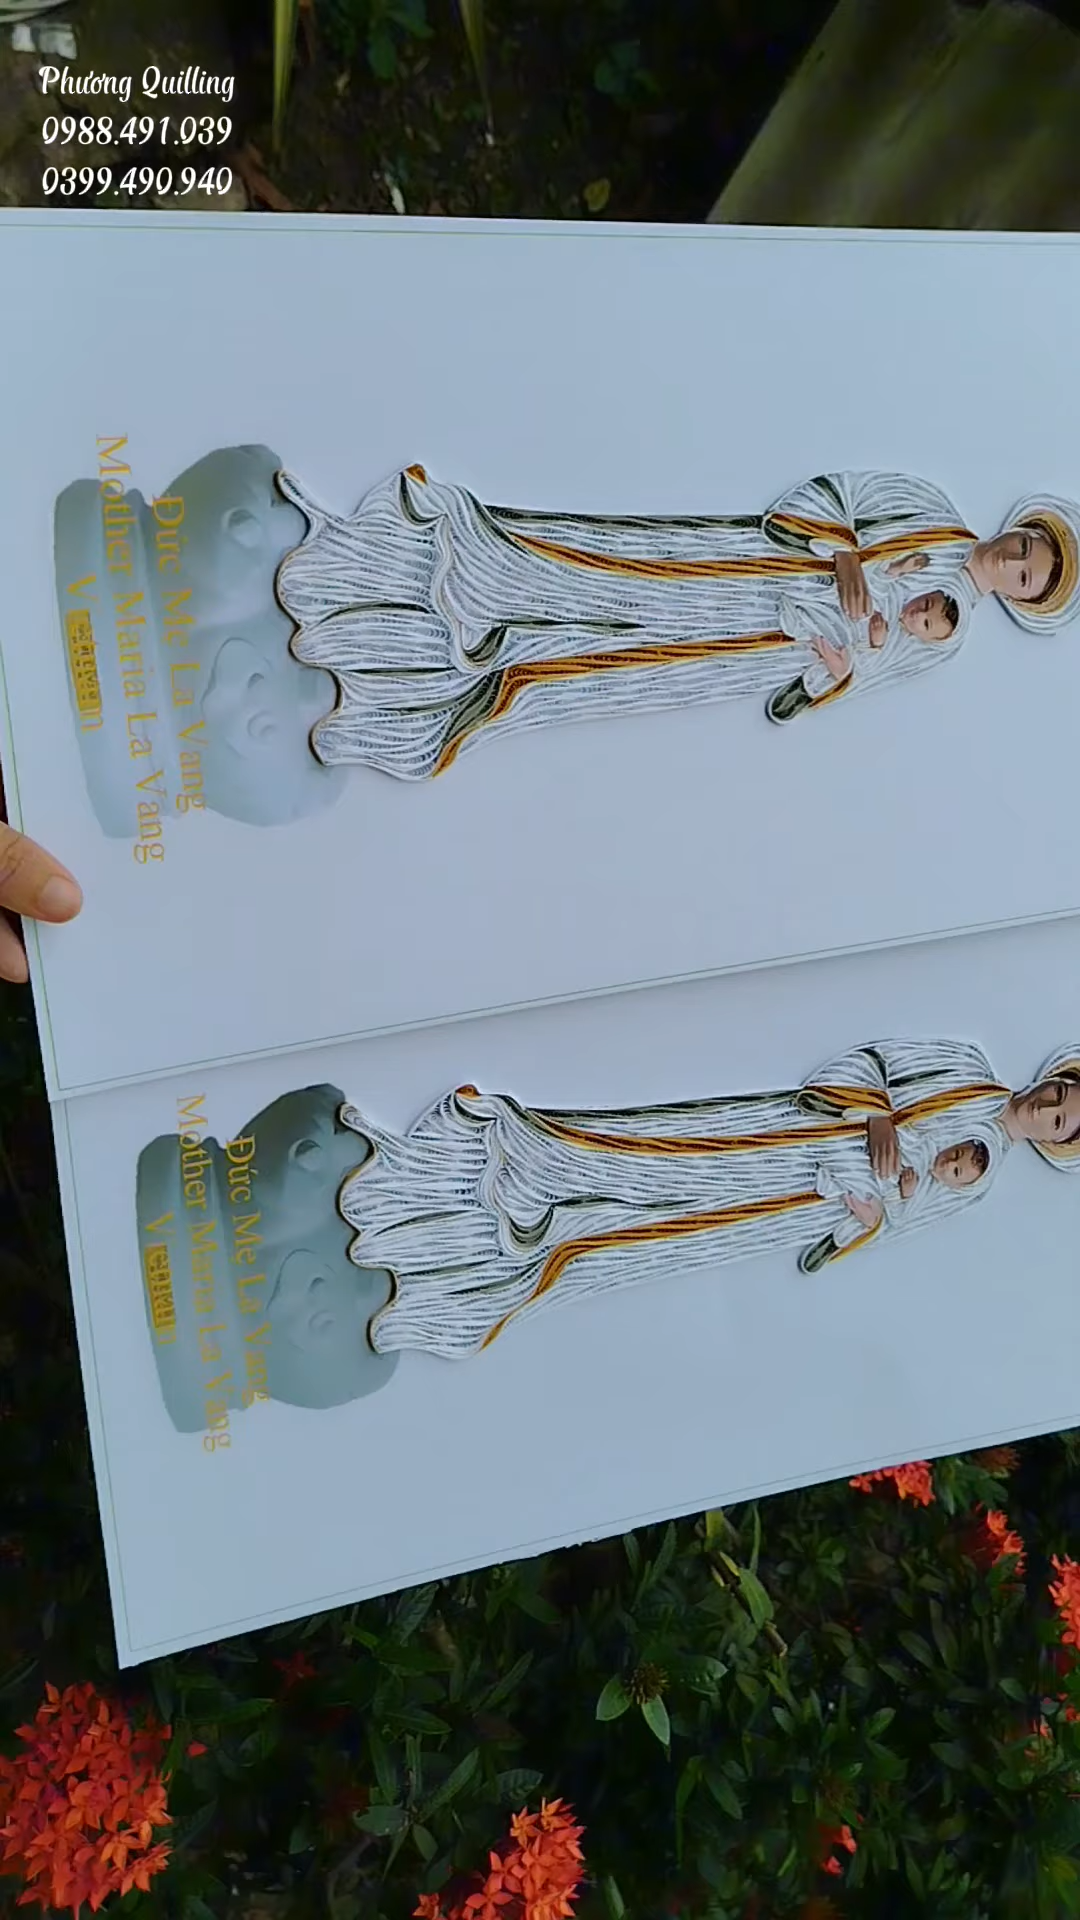 Phương Quilling
0988.491.039
0399.490.940
Đức Mẹ La Vang
Mother Maria La Vang
Đức Mẹ La Vang
Mother Maria La Vang